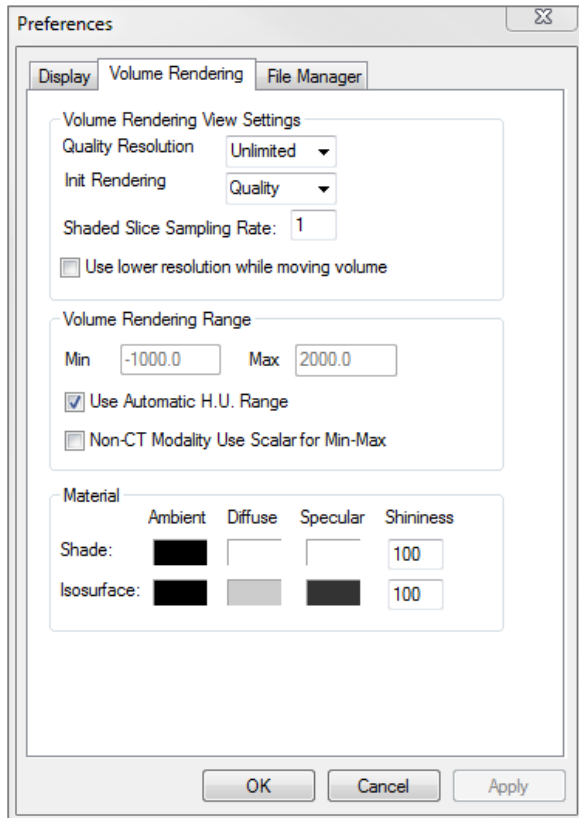 Preferences
Display Volume Rendering File Manager
Volume Rendering View Settings
Quality Resolution Unlimited
Init Rendering Quality
Shaded Slice Sampling Rate: 1
Use lower resolution while moving volume
Volume Rendering Range
Min -1000.0 Max 2000.0
Use Automatic H.U. Range
Non-CT Modality Use Scalar for Min-Max
Material
Ambient Diffuse Specular Shininess
Shade: 100
Isosurface: 100
OK Cancel Apply